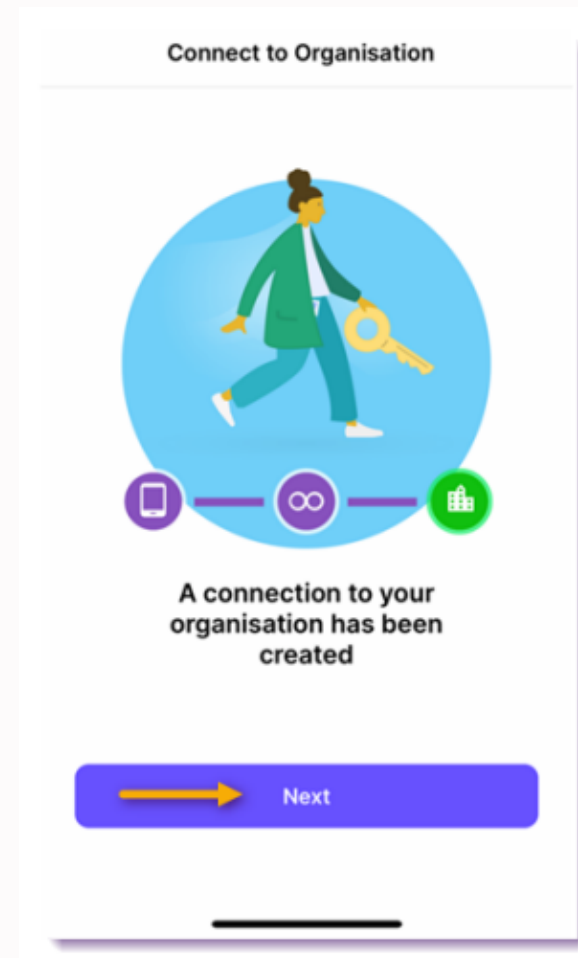 Connect to Organisation
A connection to your
organisation has been
created
Next